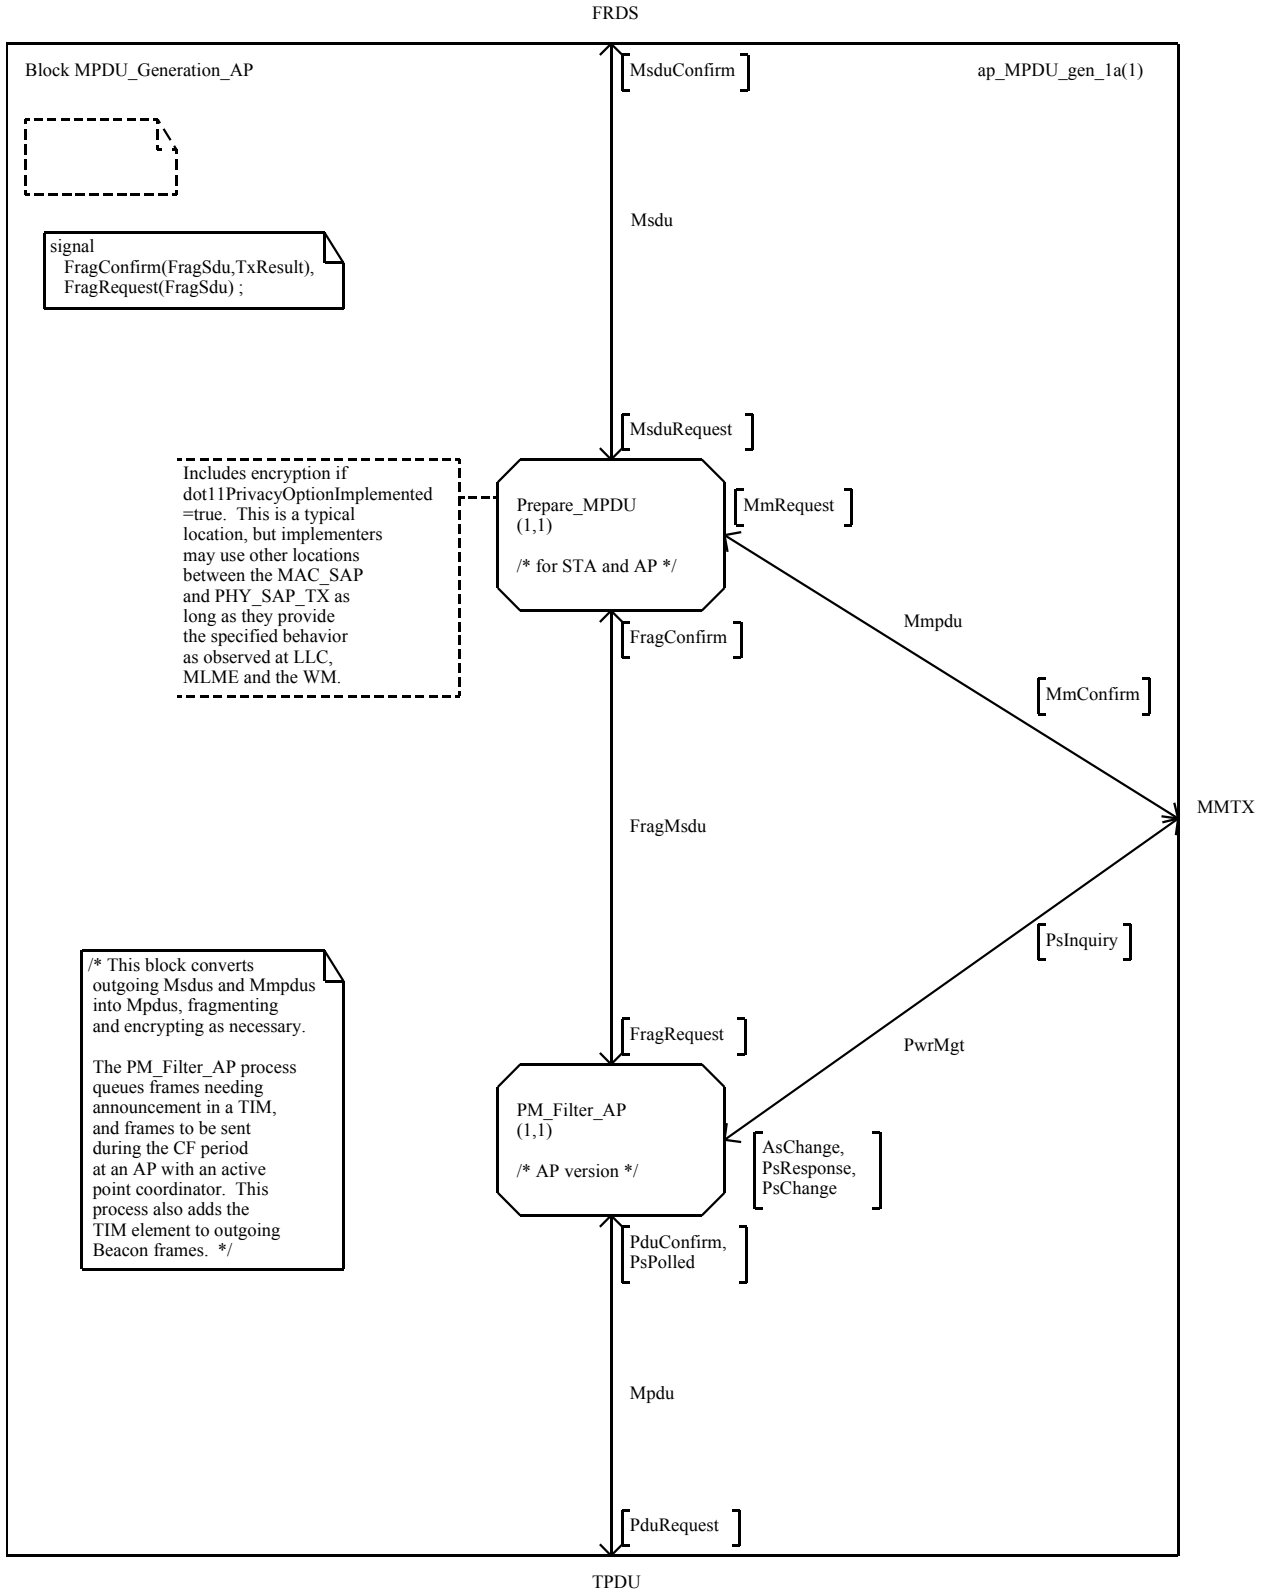 FRDS
Block MPDU_Generation_AP
MsduConfirm
ap_MPDU_gen_1a(1)
Msdu
signal
FragConfirm(FragSdu,TxResult),
FragRequest(FragSdu) ;
MsduRequest
Includes encryption if
dot11PrivacyOptionImplemented
=true.  This is a typical
location, but implementers
may use other locations
between the MAC_SAP
and PHY_SAP_TX as
long as they provide
the specified behavior
as observed at LLC,
MLME and the WM.
Prepare_MPDU
(1,1)
/* for STA and AP */
MmRequest
FragConfirm
Mmpdu
MmConfirm
MMTX
FragMsdu
PsInquiry
/* This block converts
outgoing Msdus and Mmpdus
into Mpdus, fragmenting
and encrypting as necessary.
The PM_Filter_AP process
queues frames needing
announcement in a TIM,
and frames to be sent
during the CF period
at an AP with an active
point coordinator.  This
process also adds the
TIM element to outgoing
Beacon frames.  */
FragRequest
PwrMgt
PM_Filter_AP
(1,1)
/* AP version */
AsChange,
PsResponse,
PsChange
PduConfirm,
PsPolled
Mpdu
PduRequest
TPDU